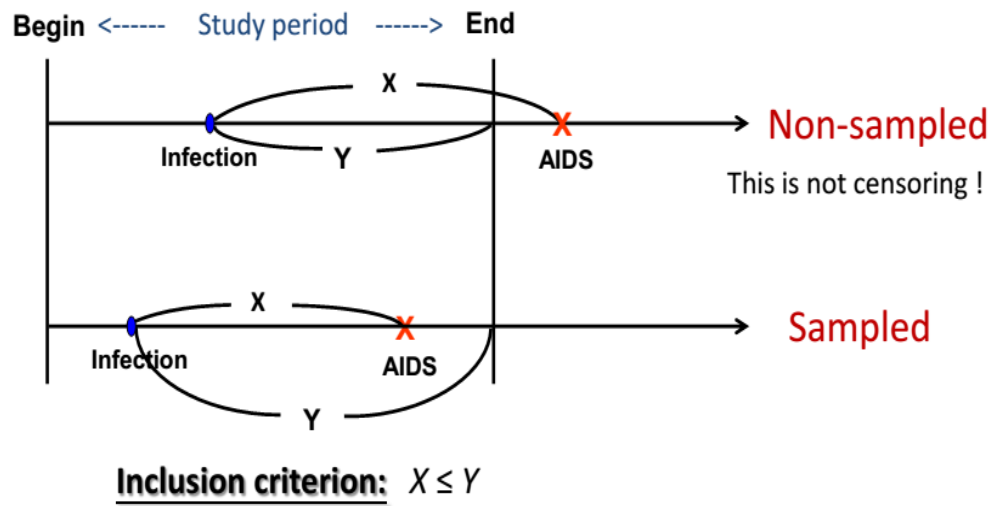 Begin <------ Study period ------> End
X
Non-sampled
Infection
Y
AIDS
This is not censoring !
X
Sampled
Infection
AIDS
Y
Inclusion criterion: X ≤ Y